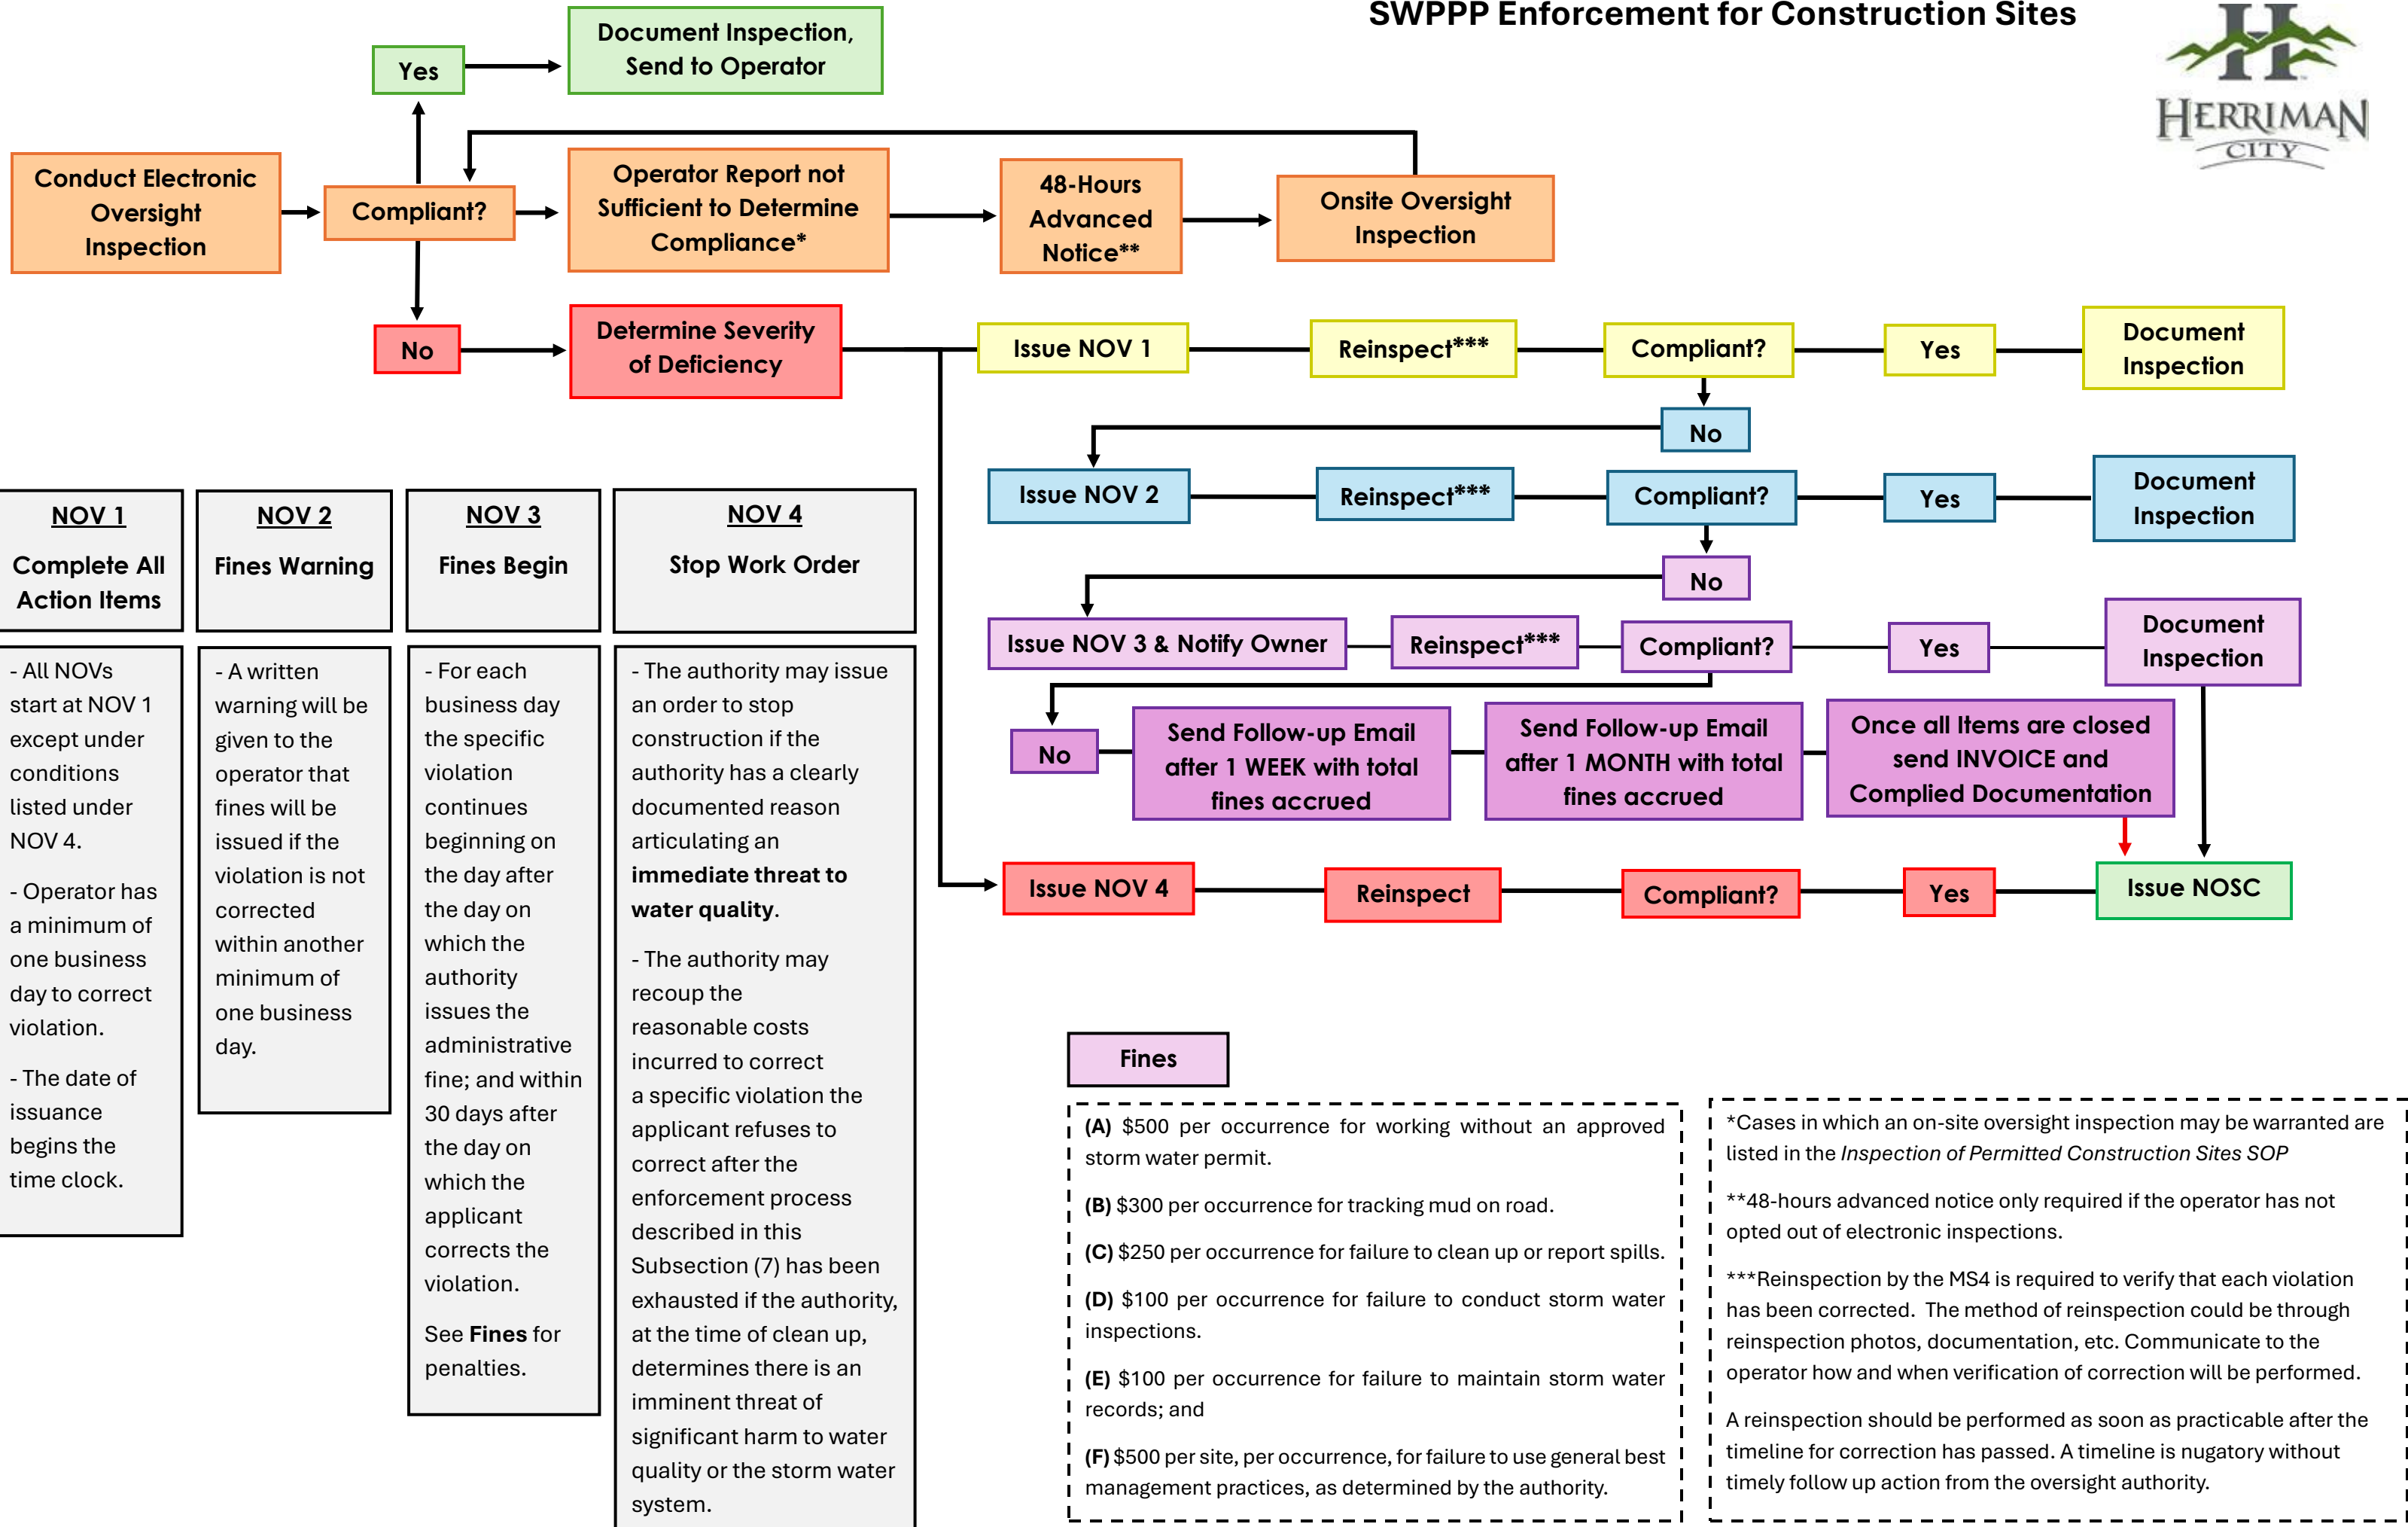 SWPPP Enforcement for Construction Sites
HERRIMAN
CITY
Yes
Document Inspection,
Send to Operator
Conduct Electronic
Oversight
Inspection
Compliant?
Operator Report not
Sufficient to Determine
Compliance*
48-Hours
Advanced
Notice**
Onsite Oversight
Inspection
No
Determine Severity
of Deficiency
Issue NOV 1
Reinspect***
Compliant?
Yes
Document
Inspection
No
Issue NOV 2
Reinspect***
Compliant?
Yes
Document
Inspection
No
Issue NOV 3 & Notify Owner
Reinspect***
Compliant?
Yes
Document
Inspection
No
Send Follow-up Email
after 1 WEEK with total
fines accrued
Send Follow-up Email
after 1 MONTH with total
fines accrued
Once all Items are closed
send INVOICE and
Complied Documentation
Issue NOV 4
Reinspect
Compliant?
Yes
Issue NOSC
NOV 1
Complete All
Action Items
- All NOVs
start at NOV 1
except under
conditions
listed under
NOV 4.
- Operator has
a minimum of
one business
day to correct
violation.
- The date of
issuance
begins the
time clock.
NOV 2
Fines Warning
- A written
warning will be
given to the
operator that
fines will be
issued if the
violation is not
corrected
within another
minimum of
one business
day.
NOV 3
Fines Begin
- For each
business day
the specific
violation
continues
beginning on
the day after
the day on
which the
authority
issues the
administrative
fine; and within
30 days after
the day on
which the
applicant
corrects the
violation.
See Fines for
penalties.
NOV 4
Stop Work Order
- The authority may issue
an order to stop
construction if the
authority has a clearly
documented reason
articulating an
immediate threat to
water quality.
- The authority may
recoup the
reasonable costs
incurred to correct
a specific violation the
applicant refuses to
correct after the
enforcement process
described in this
Subsection (7) has been
exhausted if the authority,
at the time of clean up,
determines there is an
imminent threat of
significant harm to water
quality or the storm water
system.
Fines
(A) $500 per occurrence for working without an approved
storm water permit.
(B) $300 per occurrence for tracking mud on road.
(C) $250 per occurrence for failure to clean up or report spills.
(D) $100 per occurrence for failure to conduct storm water
inspections.
(E) $100 per occurrence for failure to maintain storm water
records; and
(F) $500 per site, per occurrence, for failure to use general best
management practices, as determined by the authority.
*Cases in which an on-site oversight inspection may be warranted are
listed in the Inspection of Permitted Construction Sites SOP
**48-hours advanced notice only required if the operator has not
opted out of electronic inspections.
***Reinspection by the MS4 is required to verify that each violation
has been corrected. The method of reinspection could be through
reinspection photos, documentation, etc. Communicate to the
operator how and when verification of correction will be performed.
A reinspection should be performed as soon as practicable after the
timeline for correction has passed. A timeline is nugatory without
timely follow up action from the oversight authority.